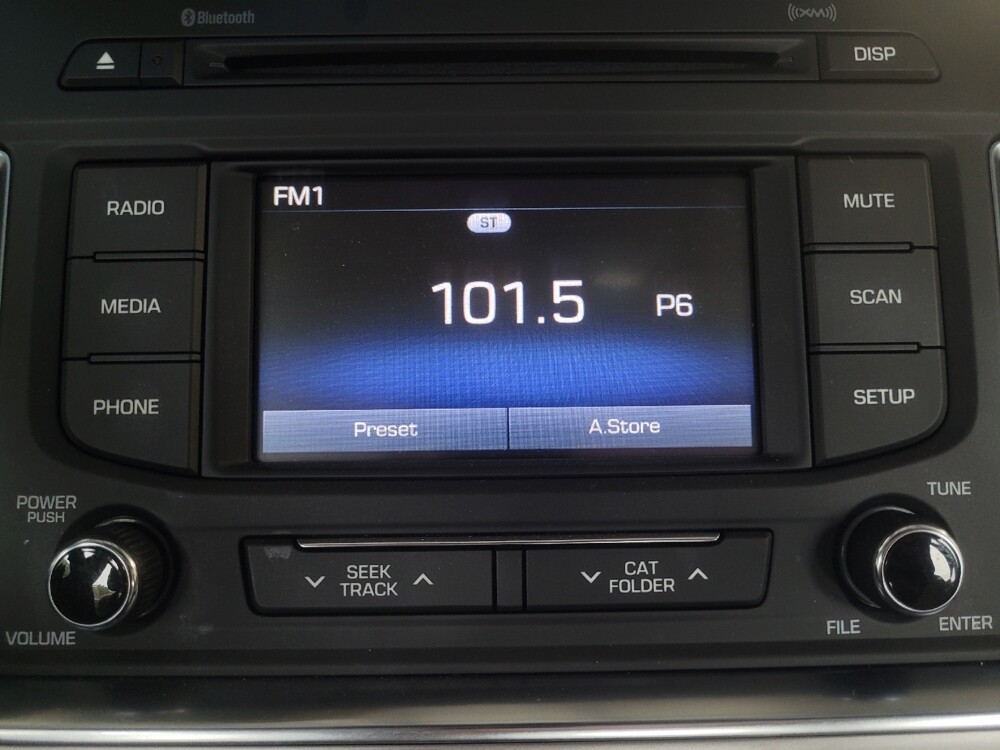 Bluetooth
XM
DISP
RADIO
MEDIA
PHONE
FM1
ST
101.5 P6
Preset A.Store
MUTE
SCAN
SETUP
POWER
PUSH
VOLUME
SEEK
TRACK
CAT
FOLDER
TUNE
FILE
ENTER